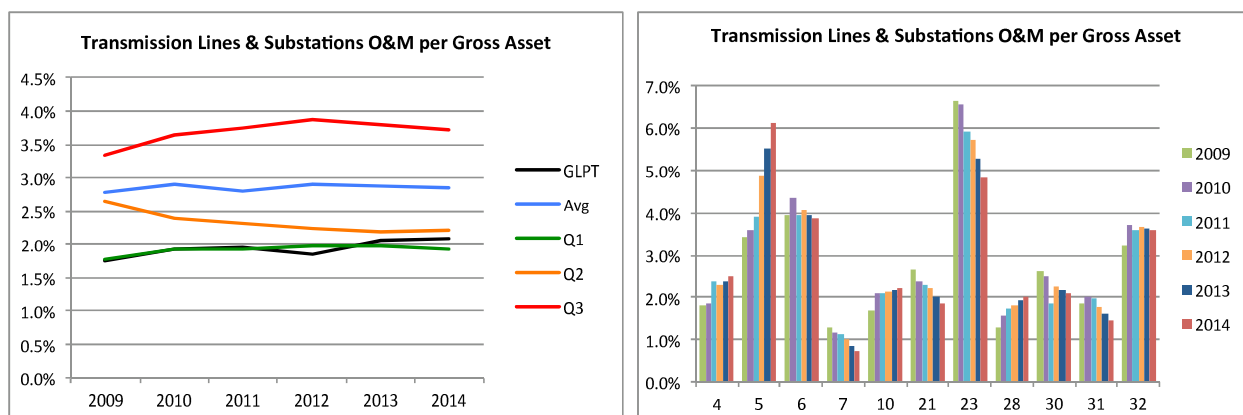 Transmission Lines & Substations O&M per Gross Asset
4.5%
4.0%
3.5%
3.0%
2.5%
2.0%
1.5%
1.0%
0.5%
0.0%
2009 2010 2011 2012 2013 2014
GLPT
Avg
Q1
Q2
Q3
Transmission Lines & Substations O&M per Gross Asset
7.0%
6.0%
5.0%
4.0%
3.0%
2.0%
1.0%
0.0%
4 5 6 7 10 21 23 28 30 31 32
2009
2010
2011
2012
2013
2014